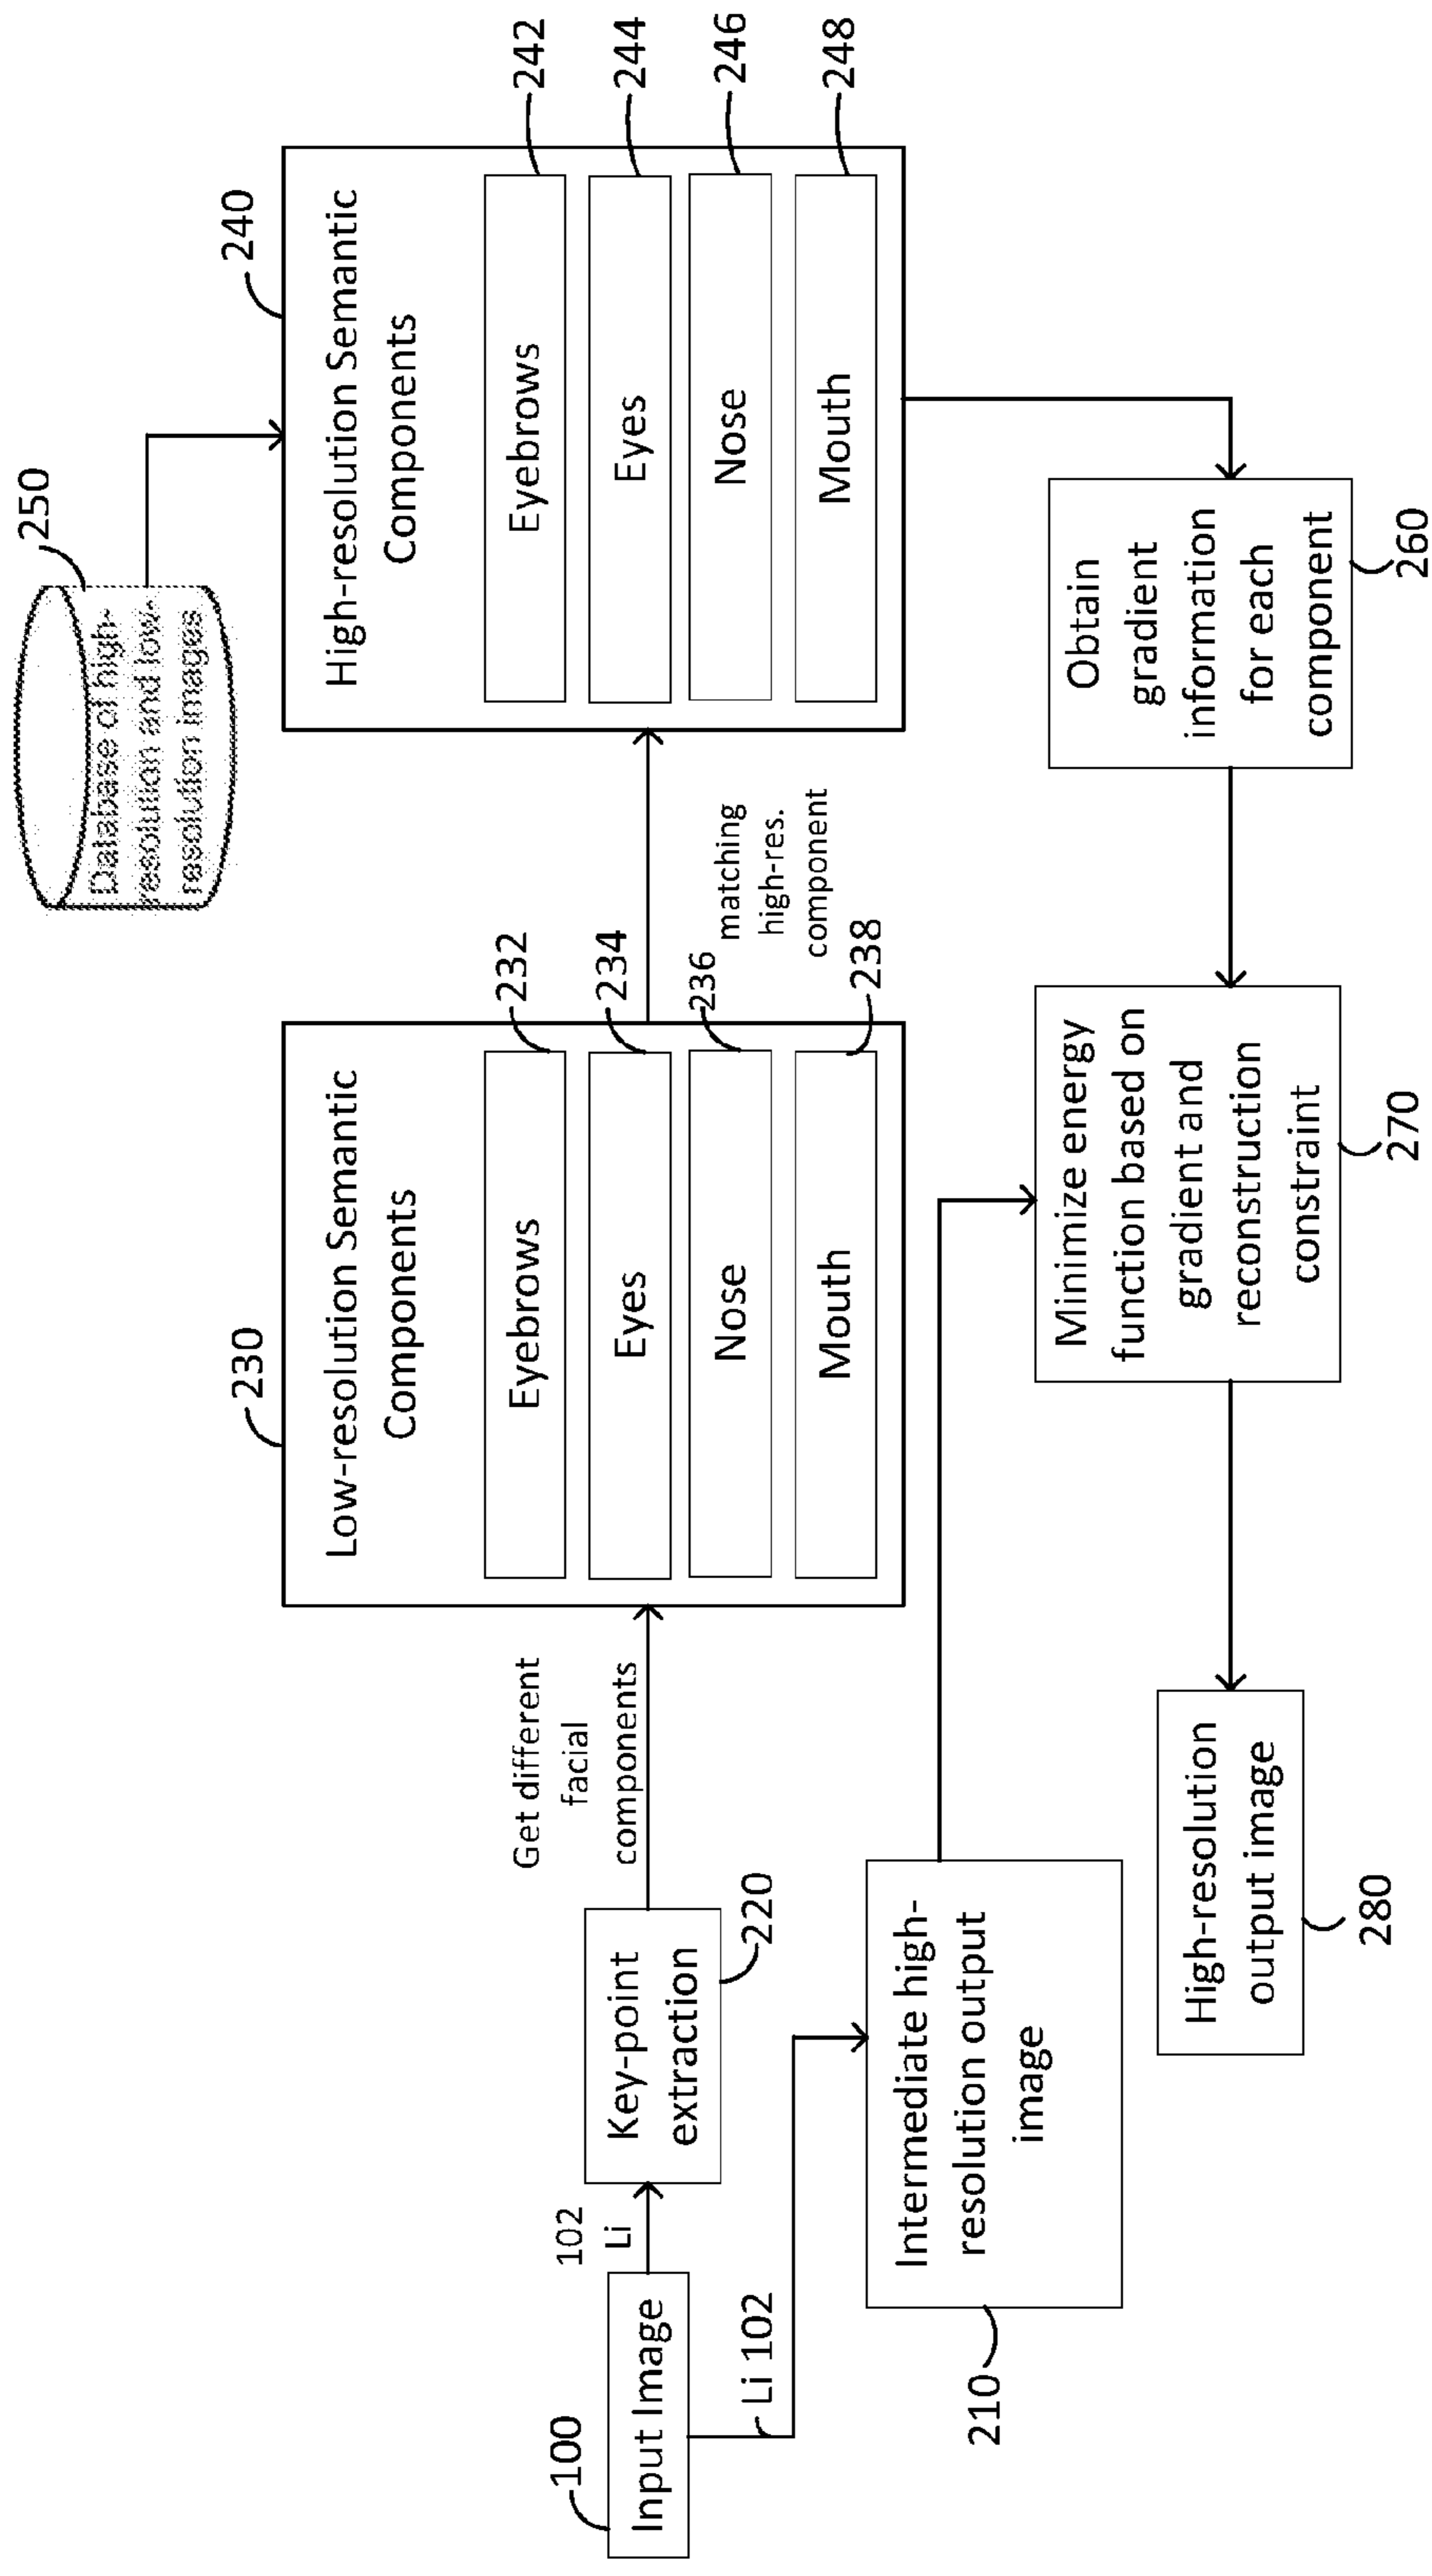 250
Database of high-
resolution and low-
resolution images
230
Low-resolution Semantic
Components
Eyebrows
232
Eyes
234
Nose
236
Mouth
238
matching
high-res.
component
240
High-resolution Semantic
Components
Eyebrows
242
Eyes
244
Nose
246
Mouth
248
100
Input Image
102
Li
Li 102
Key-point
extraction
220
Get different
facial
components
Intermediate high-
resolution output
image
210
Minimize energy
function based on
gradient and
reconstruction
constraint
270
Obtain
gradient
information
for each
component
260
High-resolution
output image
280